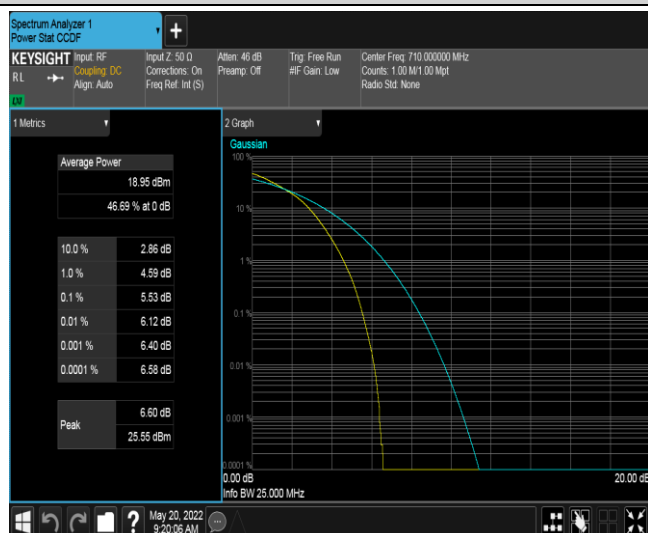 Spectrum Analyzer 1
Power Stat CCDF
+
KEYSIGHT
RL
LXI
Input: RF
Coupling: DC
Align: Auto
Input Z: 50 Ω
Corrections: On
Freq Ref: Int (S)
Atten: 46 dB
Preamp: Off
Trig: Free Run
#IF Gain: Low
Center Freq: 710.000000 MHz
Counts: 1.00 M/1.00 Mpt
Radio Std: None
1 Metrics
Average Power
18.95 dBm
46.69 % at 0 dB
10.0 % 2.86 dB
1.0 % 4.59 dB
0.1 % 5.53 dB
0.01 % 6.12 dB
0.001 % 6.40 dB
0.0001 % 6.58 dB
Peak
6.60 dB
25.55 dBm
2 Graph
Gaussian
100 %
10 %
1 %
0.1 %
0.01 %
0.001 %
0.0001 %
0.00 dB
20.00 dB
Info BW 25.000 MHz
?
May 20, 2022
9:20:06 AM